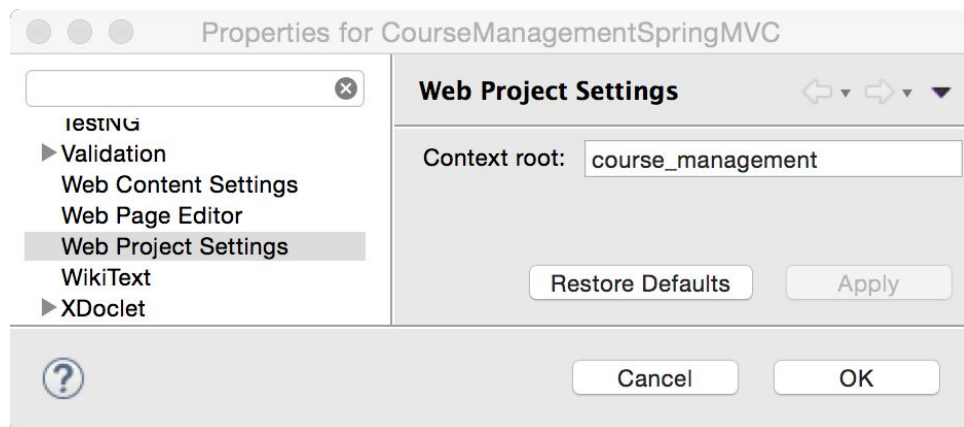 Properties for CourseManagementSpringMVC
Web Project Settings
TestNG
Validation
Web Content Settings
Web Page Editor
Web Project Settings
WikiText
XDoclet
Context root: course_management
Restore Defaults Apply
Cancel OK